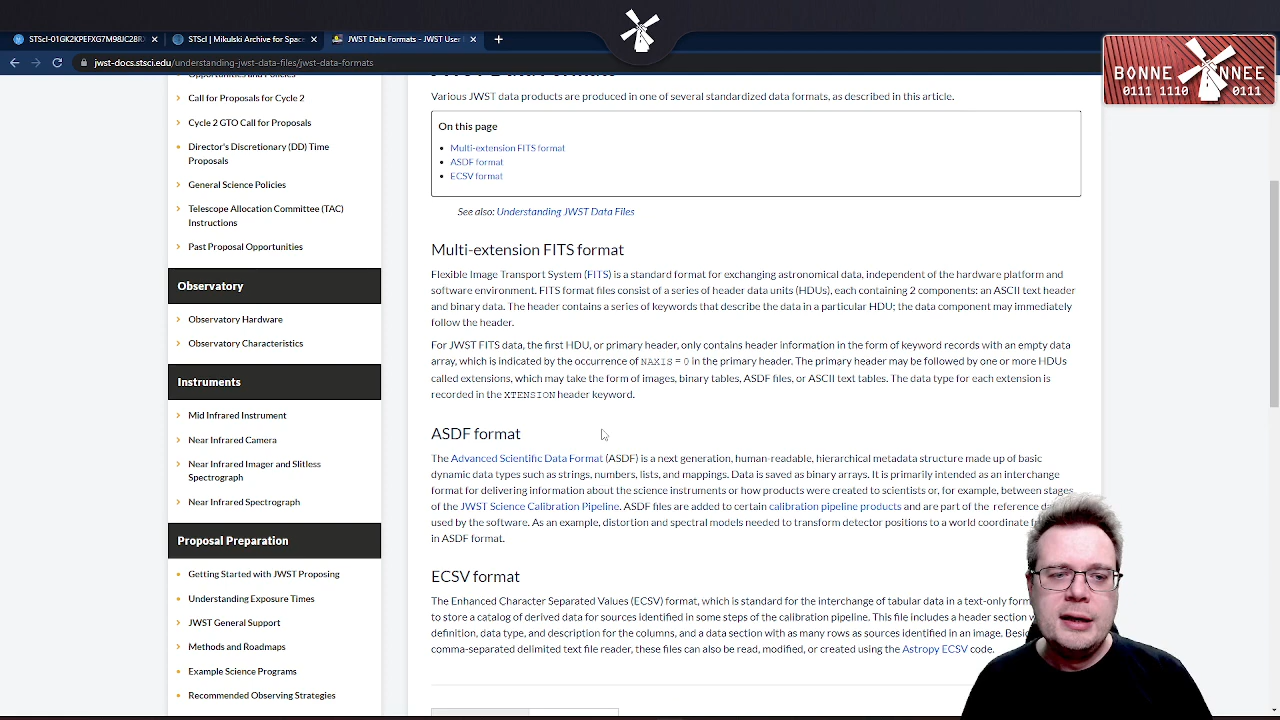 STScI-01GK2KPEFXG7M98JC28R
STScI | Mikulski Archive for Space
JWST Data Formats - JWST User
jwst-docs.stsci.edu/understanding-jwst-data-files/jwst-data-formats
BONNE NNEE
0111 1110 0111
Opportunities and Policies
Call for Proposals for Cycle 2
Cycle 2 GTO Call for Proposals
Director's Discretionary (DD) Time
Proposals
General Science Policies
Telescope Allocation Committee (TAC)
Instructions
Past Proposal Opportunities
Observatory
Observatory Hardware
Observatory Characteristics
Instruments
Mid Infrared Instrument
Near Infrared Camera
Near Infrared Imager and Slitless
Spectrograph
Near Infrared Spectrograph
Proposal Preparation
Getting Started with JWST Proposing
Understanding Exposure Times
JWST General Support
Methods and Roadmaps
Example Science Programs
Recommended Observing Strategies
JWST Data Formats
Various JWST data products are produced in one of several standardized data formats, as described in this article.
On this page
Multi-extension FITS format
ASDF format
ECSV format
See also: Understanding JWST Data Files
Multi-extension FITS format
Flexible Image Transport System (FITS) is a standard format for exchanging astronomical data, independent of the hardware platform and
software environment. FITS format files consist of a series of header data units (HDUs), each containing 2 components: an ASCII text header
and binary data. The header contains a series of keywords that describe the data in a particular HDU; the data component may immediately
follow the header.
For JWST FITS data, the first HDU, or primary header, only contains header information in the form of keyword records with an empty data
array, which is indicated by the occurrence of NAXIS = 0 in the primary header. The primary header may be followed by one or more HDUs
called extensions, which may take the form of images, binary tables, ASDF files, or ASCII text tables. The data type for each extension is
recorded in the XTENSION header keyword.
ASDF format
The Advanced Scientific Data Format (ASDF) is a next generation, human-readable, hierarchical metadata structure made up of basic
dynamic data types such as strings, numbers, lists, and mappings. Data is saved as binary arrays. It is primarily intended as an interchange
format for delivering information about the science instruments or how products were created to scientists or, for example, between stages
of the JWST Science Calibration Pipeline. ASDF files are added to certain calibration pipeline products and are part of the reference da
used by the software. As an example, distortion and spectral models needed to transform detector positions to a world coordinate
in ASDF format.
ECSV format
The Enhanced Character Separated Values (ECSV) format, which is standard for the interchange of tabular data in a text-only for
to store a catalog of derived data for sources identified in some steps of the calibration pipeline. This file includes a header section
definition, data type, and description for the columns, and a data section with as many rows as sources identified in an image. Besi
comma-separated delimited text file reader, these files can also be read, modified, or created using the Astropy ECSV code.